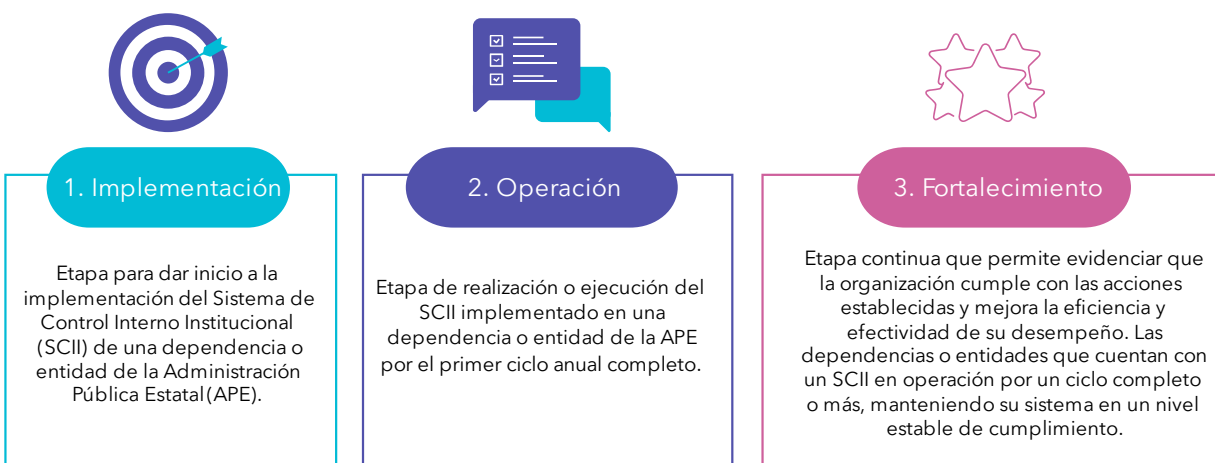 1. Implementación
Etapa para dar inicio a la
implementación del Sistema de
Control Interno Institucional
(SCII) de una dependencia o
entidad de la Administración
Pública Estatal(APE).
2. Operación
Etapa de realización o ejecución del
SCII implementado en una
dependencia o entidad de la APE
por el primer ciclo anual completo.
3. Fortalecimiento
Etapa continua que permite evidenciar que
la organización cumple con las acciones
establecidas y mejora la eficiencia y
efectividad de su desempeño. Las
dependencias o entidades que cuentan con
un SCII en operación por un ciclo completo
o más, manteniendo su sistema en un nivel
estable de cumplimiento.